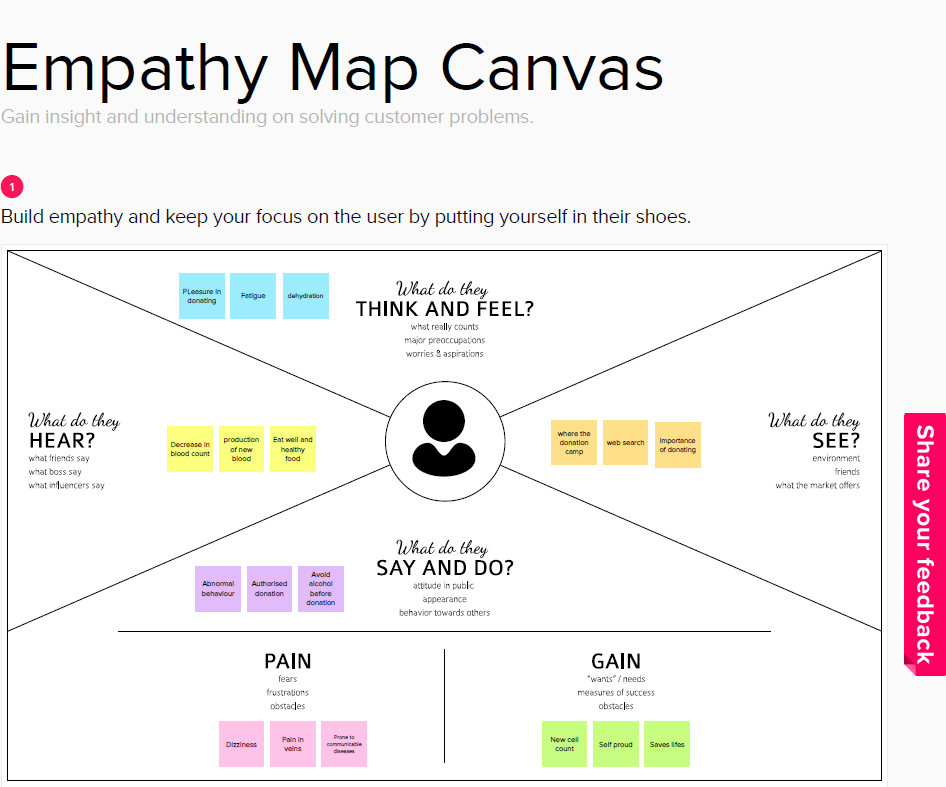 Empathy Map Canvas
Gain insight and understanding on solving customer problems.
1
Build empathy and keep your focus on the user by putting yourself in their shoes.
PLeasure in
donating
Fatigue
dehydration
What do they
THINK AND FEEL?
what really counts
major preoccupations
worries & aspirations
What do they
HEAR?
what friends say
what boss say
what influencers say
Decrease in
blood count
production
of new
blood
Eat well and
healthy
food
where the
donation
camp
web search
importance
of donating
What do they
SEE?
environment
friends
what the market offers
Share your feedback
What do they
SAY AND DO?
attitude in public
appearance
behavior towards others
Abnormal
behaviour
Authorised
donation
Avoid
alcohol
before
donation
PAIN
fears
frustrations
obstacles
Dizziness
Pain in
veins
Prone to
communicable
diseases
GAIN
"wants" / needs
measures of success
obstacles
New cell
count
Self proud
Saves lifes